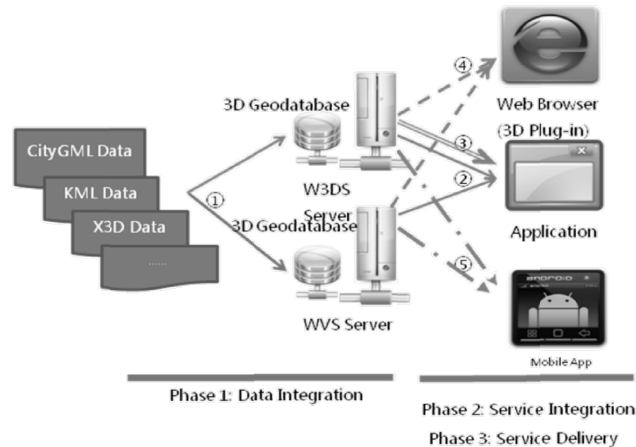 CityGML Data
KML Data
X3D Data
......
①
3D Geodatabase
W3DS
Server
3D Geodatabase
WVS Server
④
③
②
⑤
Web Browser
(3D Plug-in)
Application
ANDROID
Mobile App
Phase 1: Data Integration
Phase 2: Service Integration
Phase 3: Service Delivery